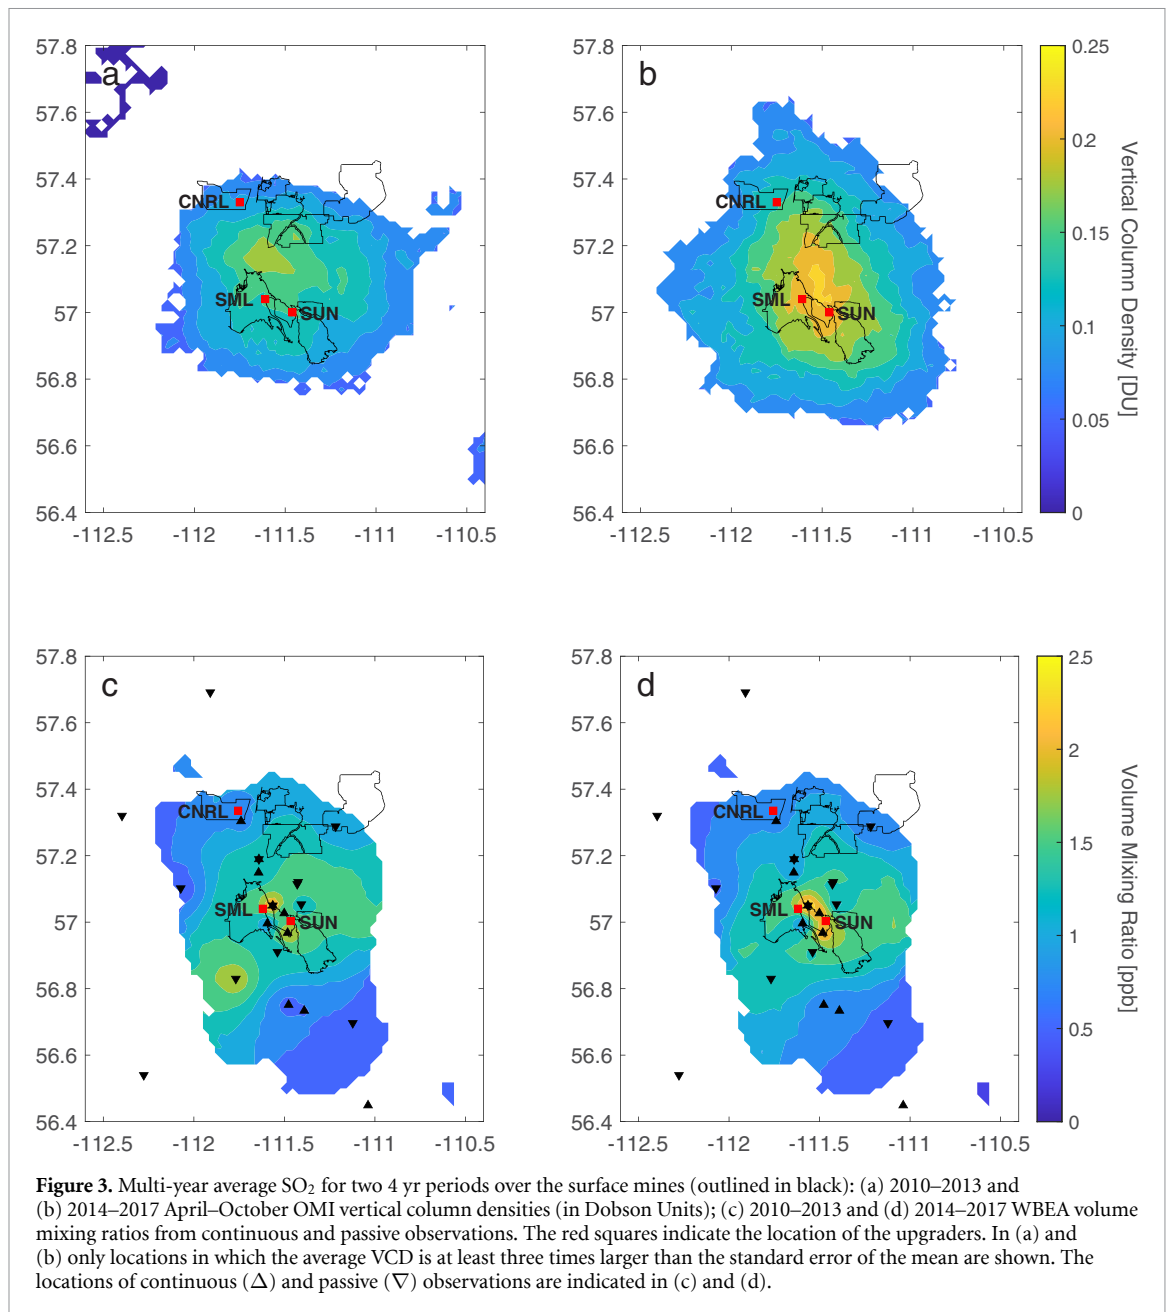 57.8
57.6
57.4
57.2
57
56.8
56.6
56.4
-112.5 -112 -111.5 -111 -110.5
a
CNRL
SML
SUN
b
CNRL
SML
SUN
-112.5 -112 -111.5 -111 -110.5
0.25
0.2
0.15
0.1
0.05
0
Vertical Column Density [DU]
57.8
57.6
57.4
57.2
57
56.8
56.6
56.4
-112.5 -112 -111.5 -111 -110.5
c
CNRL
SML
SUN
57.8
57.6
57.4
57.2
57
56.8
56.6
56.4
-112.5 -112 -111.5 -111 -110.5
d
CNRL
SML
SUN
57.8
57.6
57.4
57.2
57
56.8
56.6
56.4
-112.5 -112 -111.5 -111 -110.5
2.5
2
1.5
1
0.5
0
Volume Mixing Ratio [ppb]
Figure 3. Multi-year average SO₂ for two 4 yr periods over the surface mines (outlined in black): (a) 2010–2013 and
(b) 2014–2017 April–October OMI vertical column densities (in Dobson Units); (c) 2010–2013 and (d) 2014–2017 WBEA volume
mixing ratios from continuous and passive observations. The red squares indicate the location of the upgraders. In (a) and
(b) only locations in which the average VCD is at least three times larger than the standard error of the mean are shown. The
locations of continuous (Δ) and passive (∇) observations are indicated in (c) and (d).